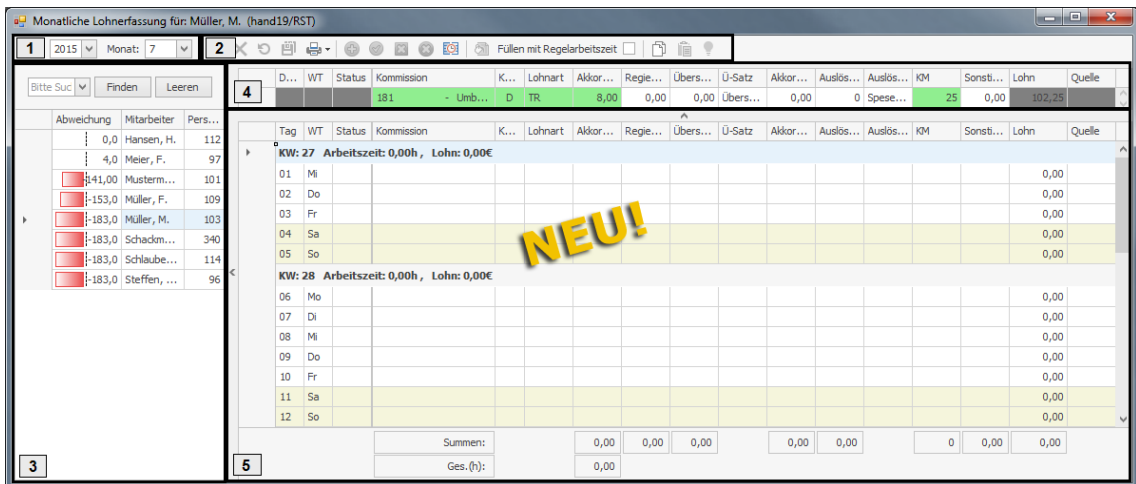 Monatliche Lohnerfassung für: Müller, M. (hand19/RST)
1 2015 Monat: 7 2 Füllen mit Regelarbeitszeit
Bitte Suc Finden Leeren
Abweichung Mitarbeiter Pers...
0,0 Hansen, H. 112
4,0 Meier, F. 97
-141,00 Musterm... 101
-153,0 Müller, F. 109
-183,0 Müller, M. 103
-183,0 Schackm... 340
-183,0 Schlaube... 114
-183,0 Steffen, ... 96
3
4
D... WT Status Kommission K... Lohnart Akkor... Regie... Übers... Ü-Satz Akkor... Auslös... Auslös... KM Sonsti... Lohn Quelle
181 - Umb... D TR 8,00 0,00 0,00 Übers... 0,00 0 Spese... 25 0,00 102,25
Tag WT Status Kommission K... Lohnart Akkor... Regie... Übers... Ü-Satz Akkor... Auslös... Auslös... KM Sonsti... Lohn Quelle
KW: 27 Arbeitszeit: 0,00h , Lohn: 0,00€
01 Mi 0,00
02 Do 0,00
03 Fr 0,00
04 Sa 0,00
05 So 0,00
NEU!
KW: 28 Arbeitszeit: 0,00h , Lohn: 0,00€
06 Mo 0,00
07 Di 0,00
08 Mi 0,00
09 Do 0,00
10 Fr 0,00
11 Sa 0,00
12 So 0,00
Summen: 0,00 0,00 0,00 0,00 0,00 0 0,00 0,00
5 Ges.(h): 0,00